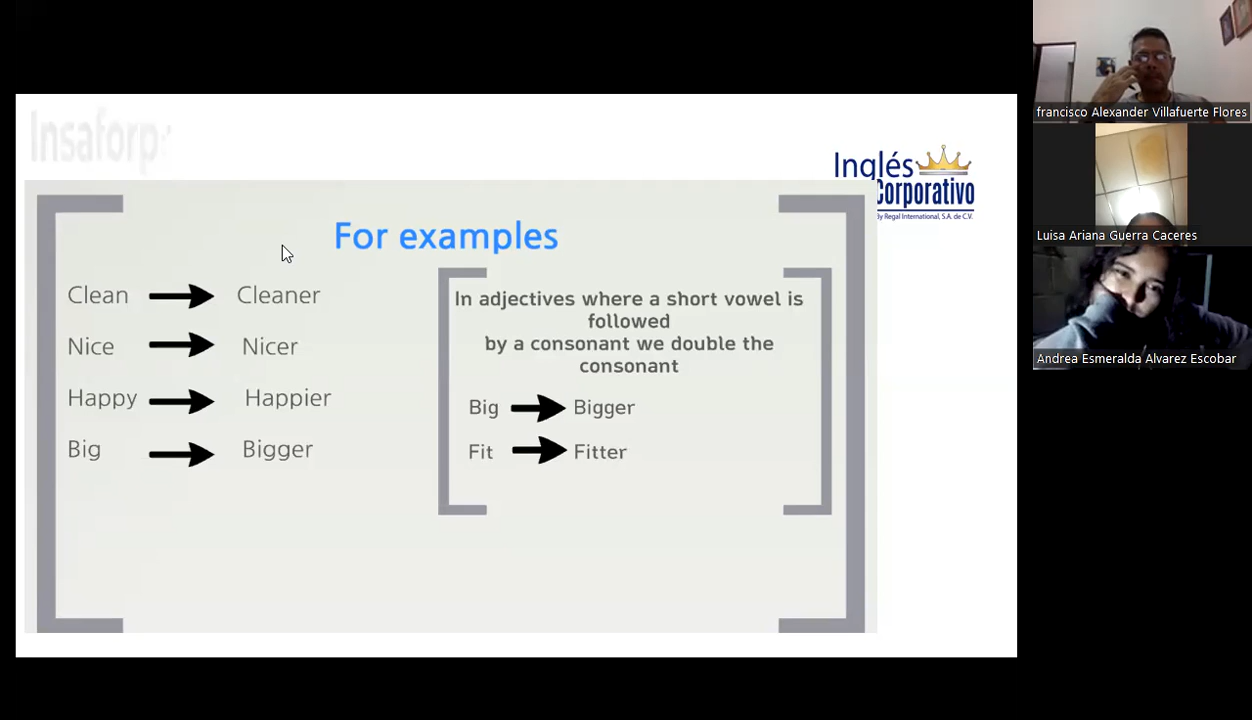 Insaforp
Inglés
Corporativo
by Regal International, S.A. de C.V.
For examples
Clean Cleaner
Nice Nicer
Happy Happier
Big Bigger
In adjectives where a short vowel is
followed
by a consonant we double the
consonant
Big Bigger
Fit Fitter
francisco Alexander Villafuerte Flores
Luisa Ariana Guerra Caceres
Andrea Esmeralda Alvarez Escobar